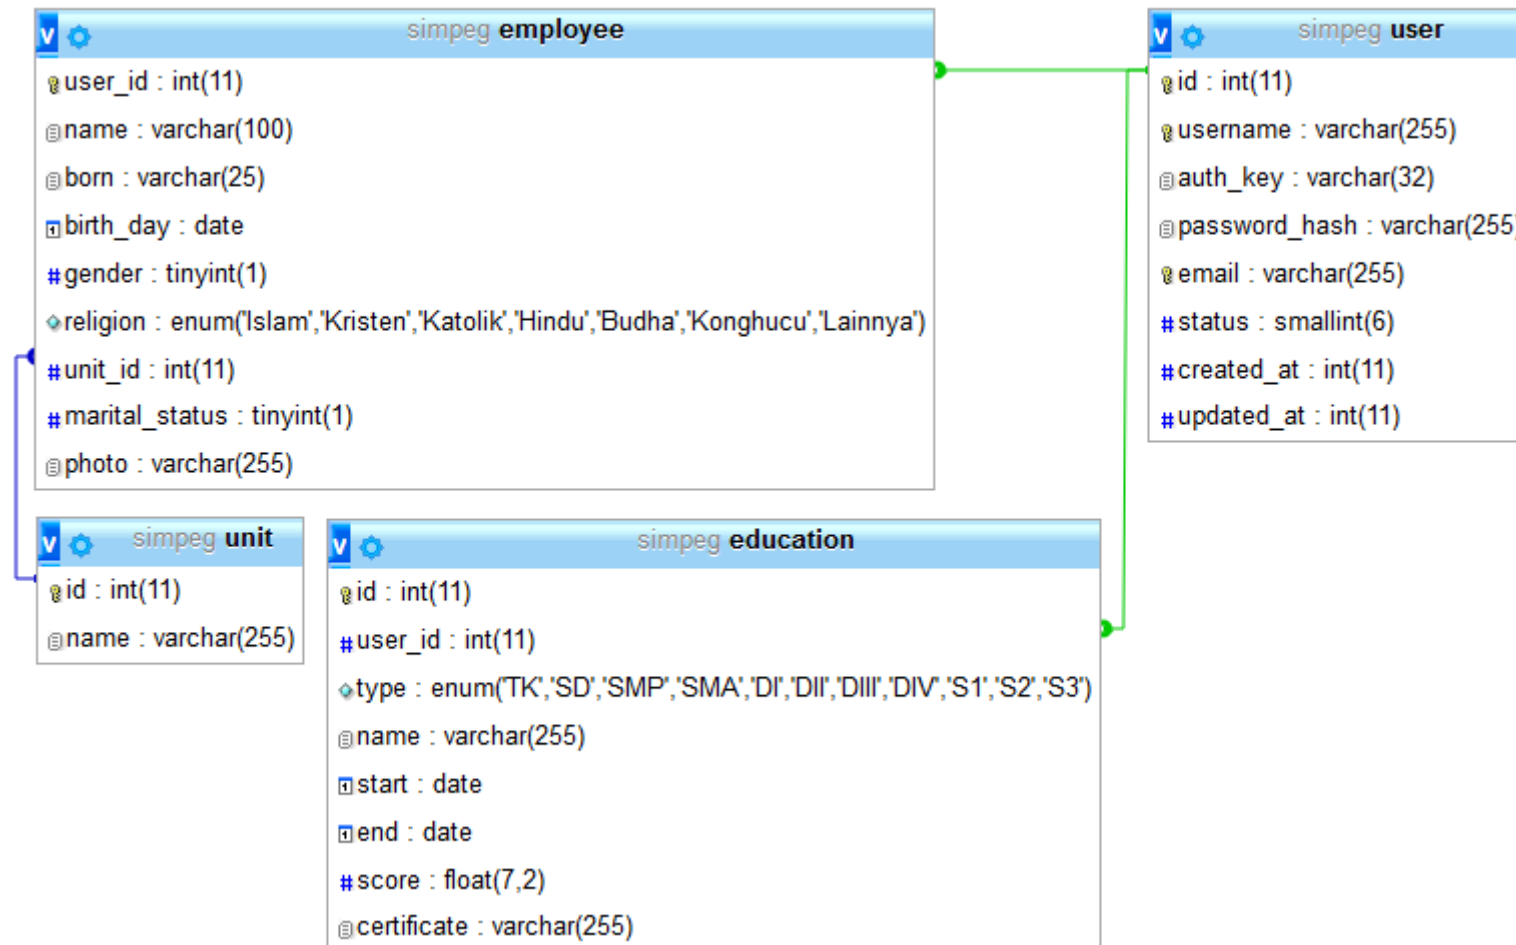 simpeg employee
user_id : int(11)
name : varchar(100)
born : varchar(25)
birth_day : date
gender : tinyint(1)
religion : enum('Islam','Kristen','Katolik','Hindu','Budha','Konghucu','Lainnya')
unit_id : int(11)
marital_status : tinyint(1)
photo : varchar(255)
simpeg user
id : int(11)
username : varchar(255)
auth_key : varchar(32)
password_hash : varchar(255)
email : varchar(255)
status : smallint(6)
created_at : int(11)
updated_at : int(11)
simpeg unit
id : int(11)
name : varchar(255)
simpeg education
id : int(11)
user_id : int(11)
type : enum('TK','SD','SMP','SMA','DI','DII','DIII','DIV','S1','S2','S3')
name : varchar(255)
start : date
end : date
score : float(7,2)
certificate : varchar(255)